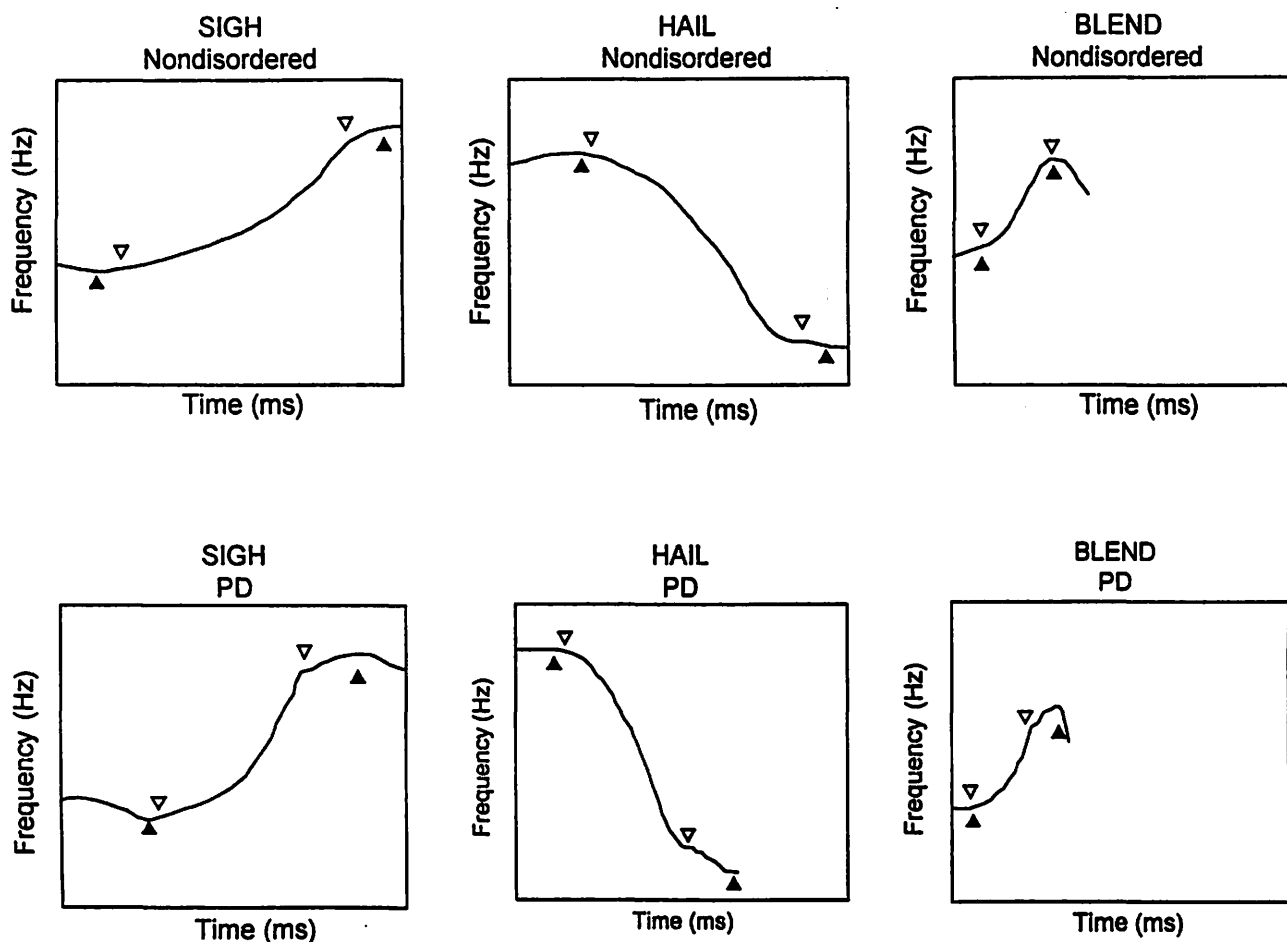 SIGH
Nondisordered
Frequency (Hz)
Time (ms)
HAIL
Nondisordered
Frequency (Hz)
Time (ms)
BLEND
Nondisordered
Frequency (Hz)
Time (ms)
SIGH
PD
Frequency (Hz)
Time (ms)
HAIL
PD
Frequency (Hz)
Time (ms)
BLEND
PD
Frequency (Hz)
Time (ms)